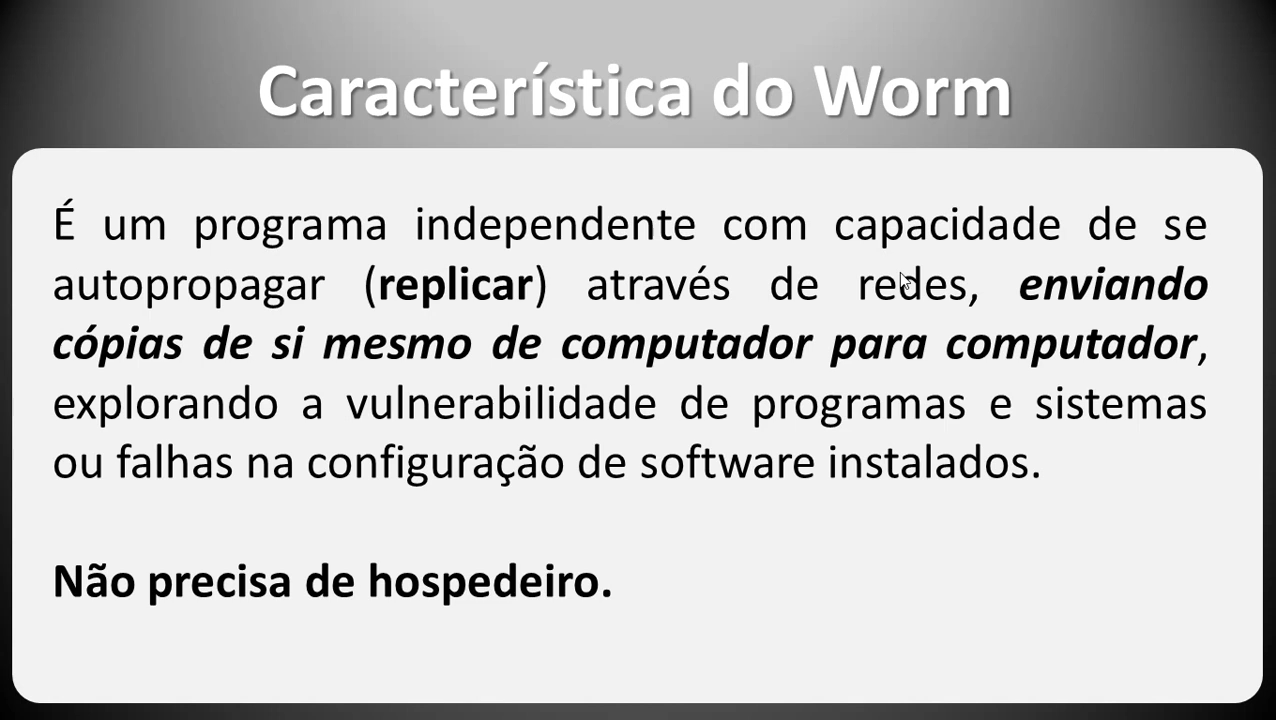 Característica do Worm
É um programa independente com capacidade de se
autopropagar (replicar) através de redes, enviando
cópias de si mesmo de computador para computador,
explorando a vulnerabilidade de programas e sistemas
ou falhas na configuração de software instalados.
Não precisa de hospedeiro.